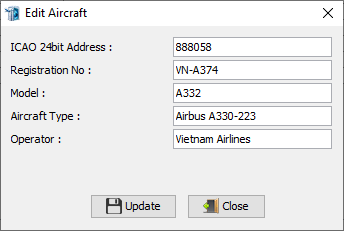 Edit Aircraft
ICAO 24bit Address : 888058
Registration No : VN-A374
Model : A332
Aircraft Type : Airbus A330-223
Operator : Vietnam Airlines
Update Close